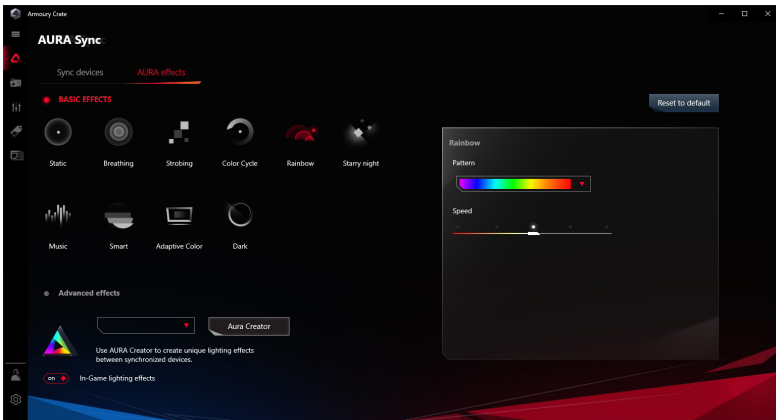 Armoury Crate
AURA Sync
Sync devices
AURA effects
BASIC EFFECTS
Reset to default
Static
Breathing
Strobing
Color Cycle
Rainbow
Starry night
Music
Smart
Adaptive Color
Dark
Rainbow
Pattern
Speed
Advanced effects
Aura Creator
Use AURA Creator to create unique lighting effects
between synchronized devices.
on
In-Game lighting effects